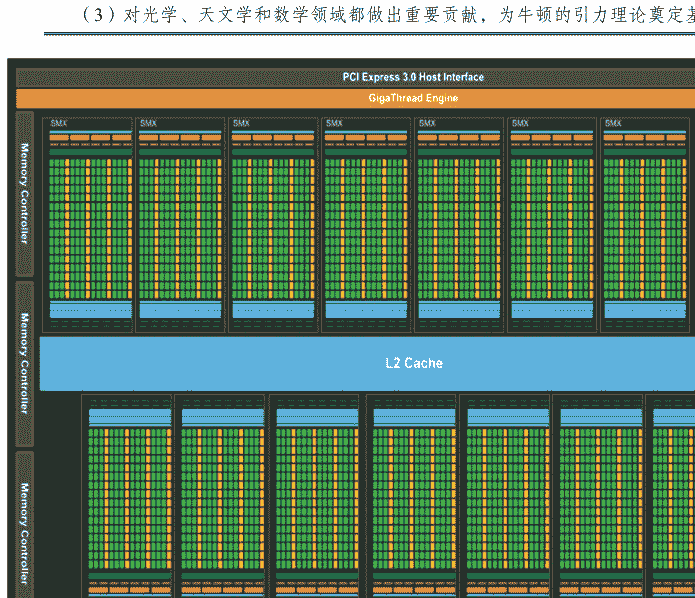 （3）对光学、天文学和数学领域都做出重要贡献，为牛顿的引力理论奠定基
PCI Express 3.0 Host Interface
GigaThread Engine
SMX SMX SMX SMX SMX SMX SMX
Memory Controller
L2 Cache
Memory Controller
Memory Controller